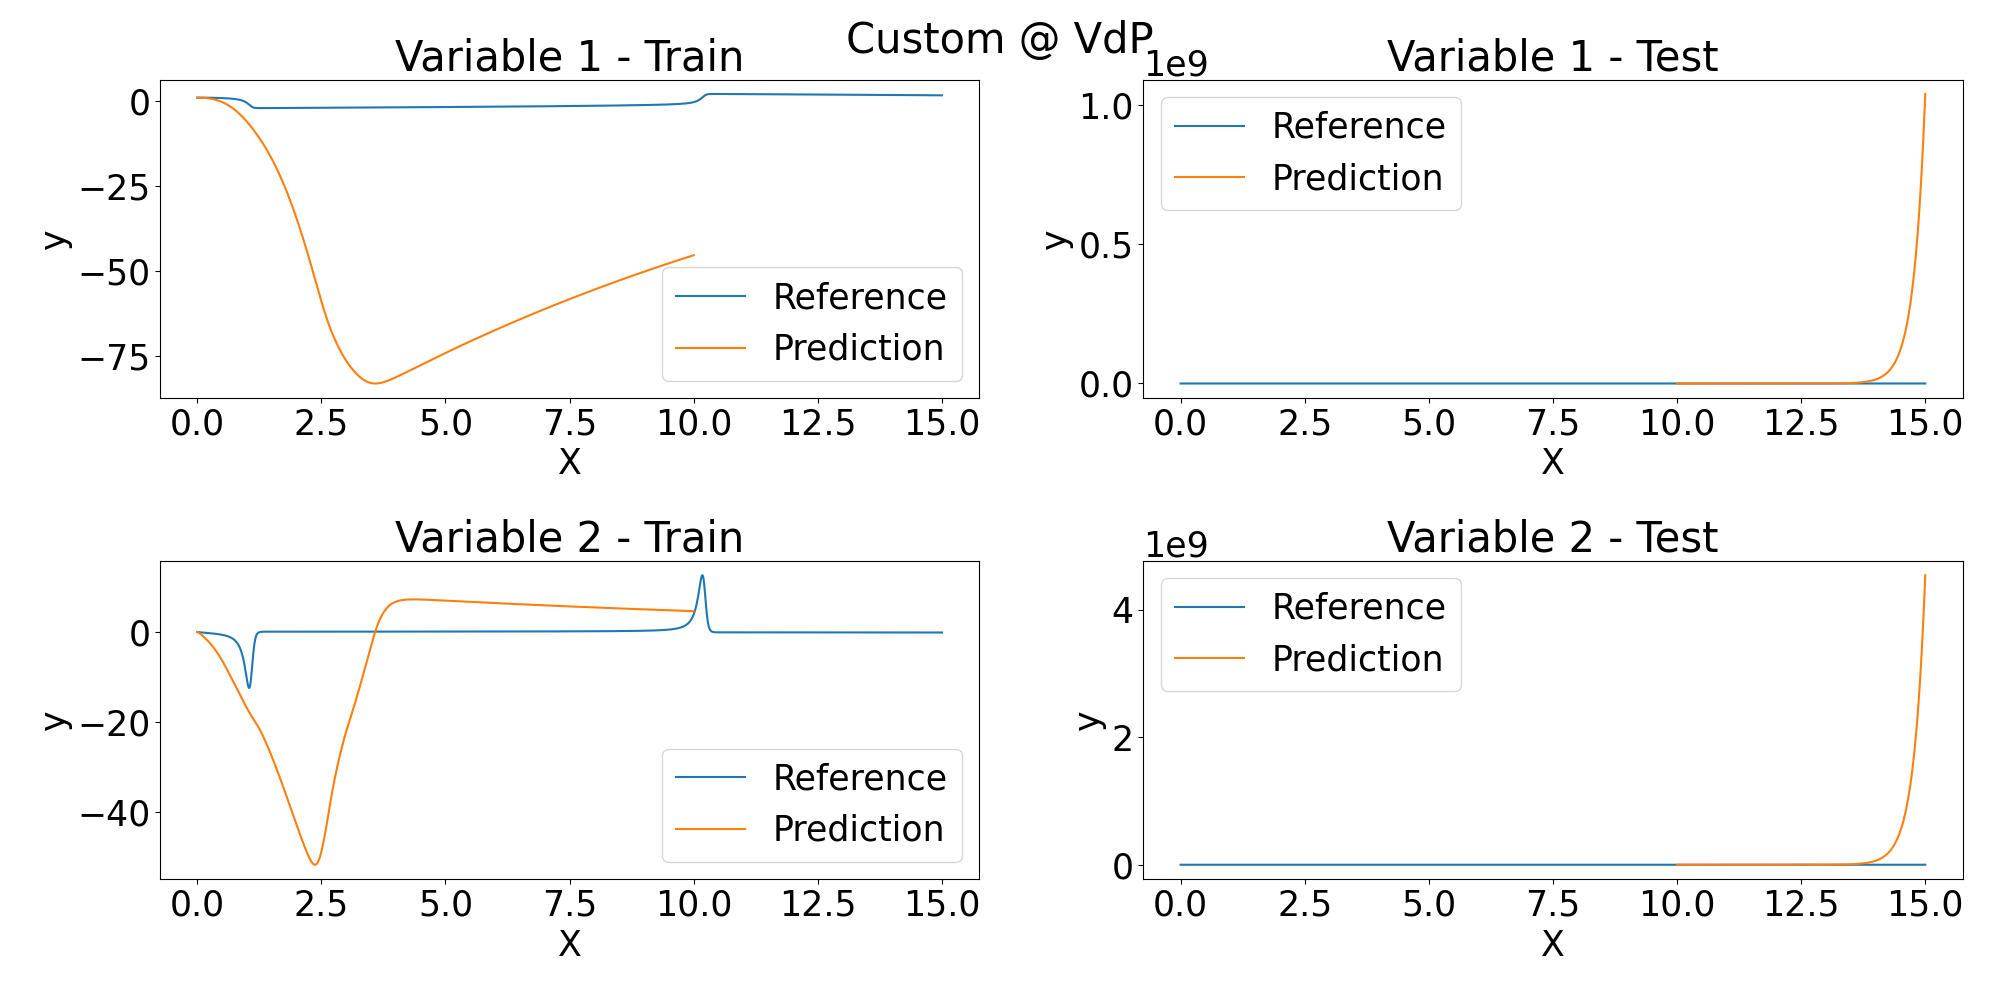 Custom @ VdP
Variable 1 - Train
0
−25
−50
−75
y
0.0 2.5 5.0 7.5 10.0 12.5 15.0
X
Reference
Prediction
Variable 1 - Test
1e9
1.0
0.5
0.0
y
0.0 2.5 5.0 7.5 10.0 12.5 15.0
X
Reference
Prediction
Variable 2 - Train
0
−20
−40
y
0.0 2.5 5.0 7.5 10.0 12.5 15.0
X
Reference
Prediction
Variable 2 - Test
1e9
4
2
0
y
0.0 2.5 5.0 7.5 10.0 12.5 15.0
X
Reference
Prediction